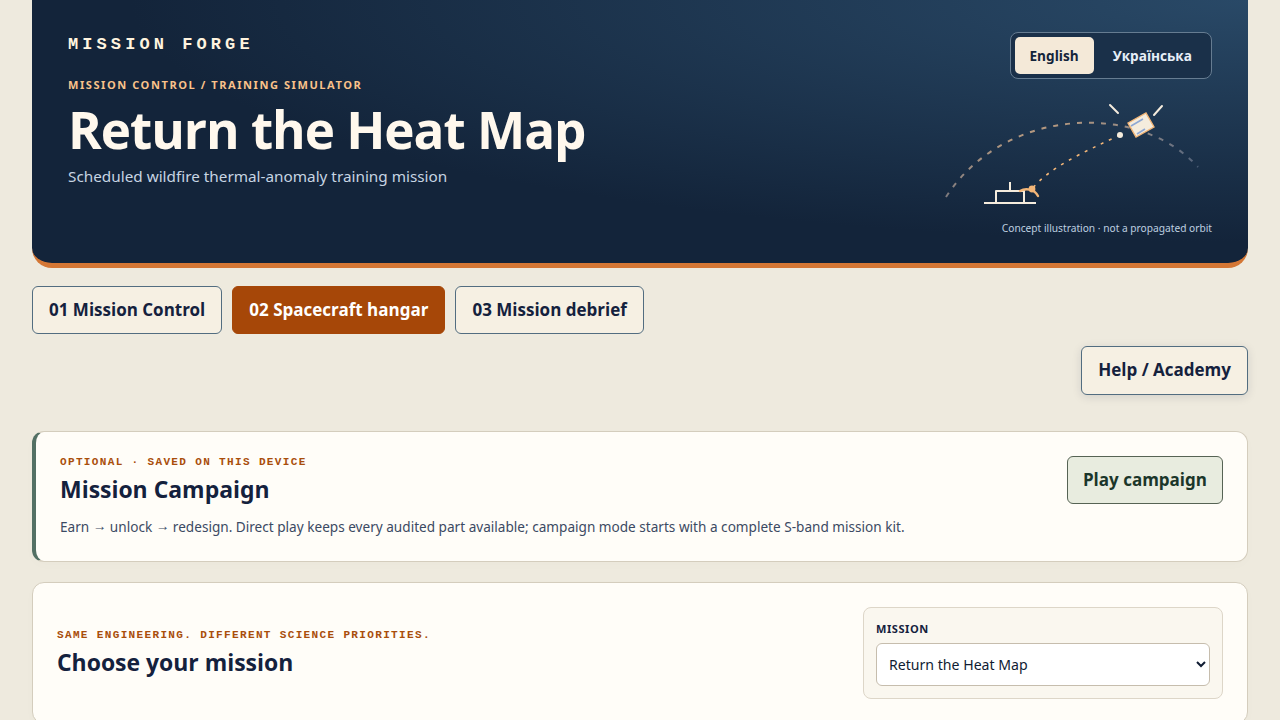 MISSION FORGE
English
Українська
MISSION CONTROL / TRAINING SIMULATOR
Return the Heat Map
Scheduled wildfire thermal-anomaly training mission
Concept illustration · not a propagated orbit
01 Mission Control
02 Spacecraft hangar
03 Mission debrief
Help / Academy
OPTIONAL · SAVED ON THIS DEVICE
Mission Campaign
Play campaign
Earn → unlock → redesign. Direct play keeps every audited part available; campaign mode starts with a complete S-band mission kit.
SAME ENGINEERING. DIFFERENT SCIENCE PRIORITIES.
Choose your mission
MISSION
Return the Heat Map